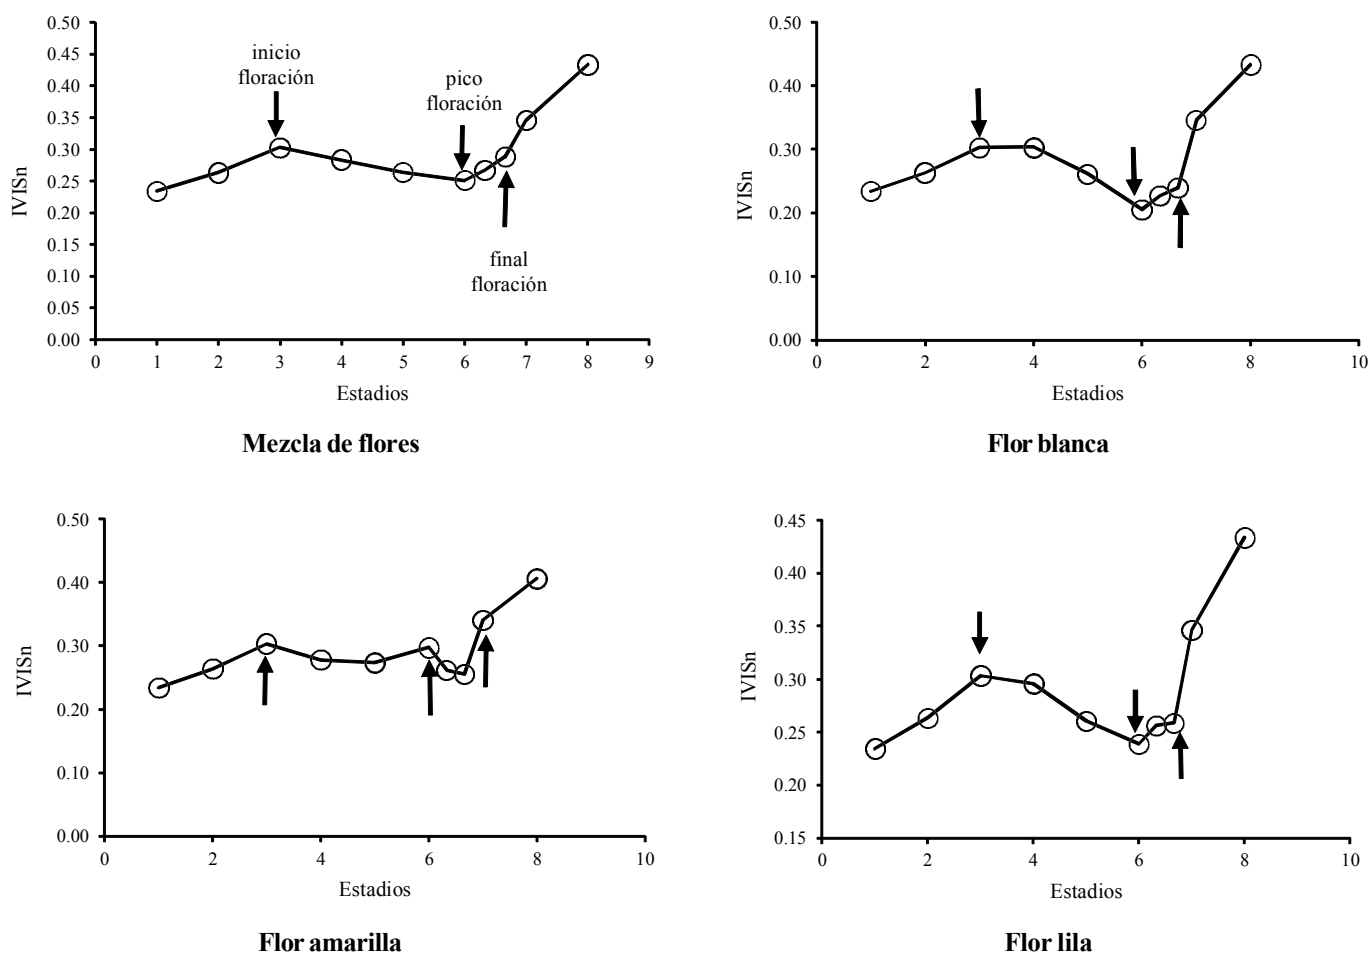 0.50
0.45
0.40
0.35
0.30
0.25
0.20
0.15
0.10
0.05
0.00
IVISn
inicio
floración
pico
floración
final
floración
0 1 2 3 4 5 6 7 8 9
Estadios
Mezcla de flores
0.50
0.40
0.30
0.20
0.10
0.00
IVISn
0 2 4 6 8 10
Estadios
Flor blanca
0.50
0.40
0.30
0.20
0.10
0.00
IVISn
0 2 4 6 8 10
Estadios
Flor amarilla
0.45
0.40
0.35
0.30
0.25
0.20
0.15
IVISn
0 2 4 6 8 10
Estadios
Flor lila